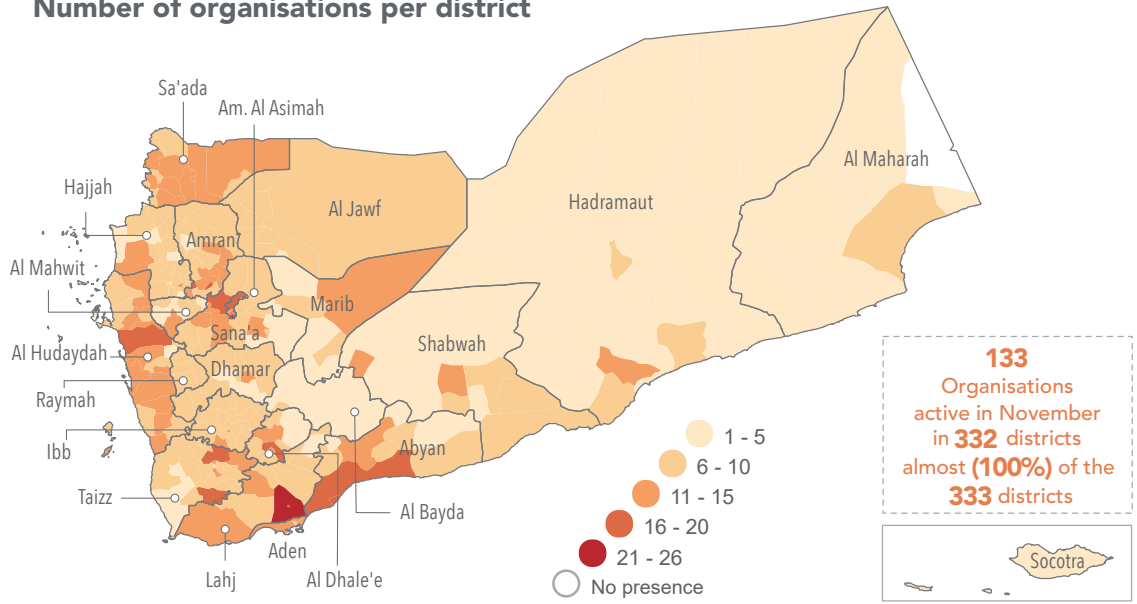 Number of organisations per district
Sa'ada
Am. Al Asimah
Hajjah
Al Maharah
Al Jawf
Hadramaut
Amran
Al Mahwit
Marib
Sana'a
Shabwah
Al Hudaydah
Dhamar
Raymah
Ibb
Abyan
Taizz
Al Bayda
Aden
Lahj
Al Dhale'e
1 - 5
6 - 10
11 - 15
16 - 20
21 - 26
No presence
133
Organisations
active in November
in 332 districts
almost (100%) of the
333 districts
Socotra